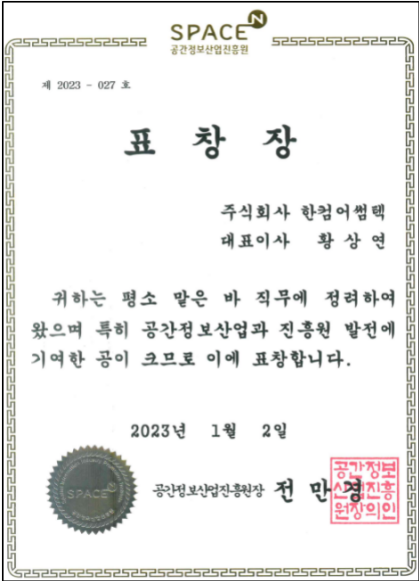 SPACE N
공간정보산업진흥원
제 2023 - 027 호
표 창 장
주식회사 한컴어썸텍
대표이사 황 상 연
귀하는 평소 맡은 바 직무에 정려하여
왔으며 특히 공간정보산업과 진흥원 발전에
기여한 공이 크므로 이에 표창합니다.
2023년 1월 2일
SPACE N
공간정보산업진흥원장 전 만 경
공간정보
산업진흥
원장의인